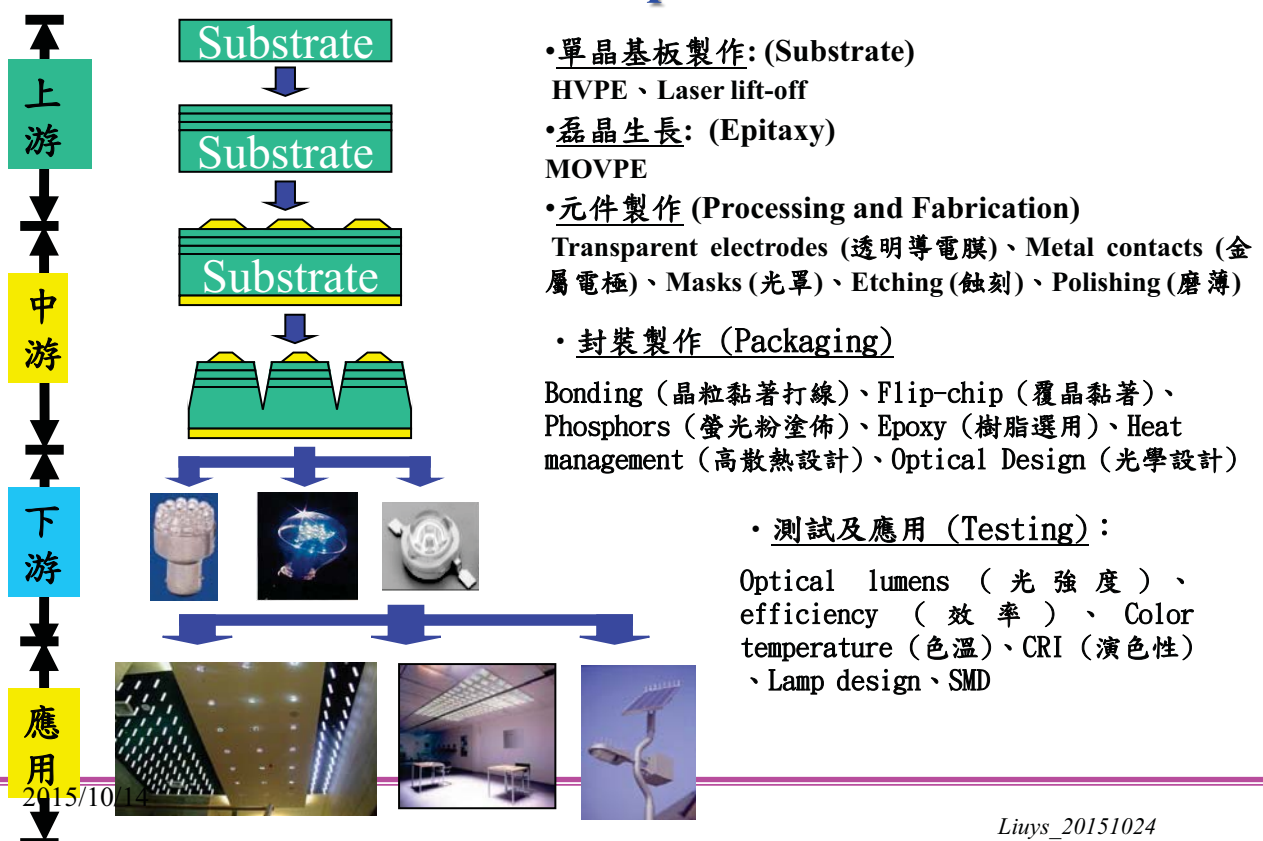 上
游
中
游
下
游
應
用
Substrate
Substrate
Substrate
•單晶基板製作: (Substrate)
HVPE、Laser lift-off
•磊晶生長: (Epitaxy)
MOVPE
•元件製作 (Processing and Fabrication)
Transparent electrodes (透明導電膜)、Metal contacts (金
屬電極)、Masks (光罩)、Etching (蝕刻)、Polishing (磨薄)
・封裝製作 (Packaging)
Bonding (晶粒黏著打線)、Flip-chip (覆晶黏著)、
Phosphors (螢光粉塗佈)、Epoxy (樹脂選用)、Heat
management (高散熱設計)、Optical Design (光學設計)
・測試及應用 (Testing)：
Optical lumens (光強度)、
efficiency (效率)、Color
temperature (色溫)、CRI (演色性)
、Lamp design、SMD
2015/10/14
Liuys_20151024